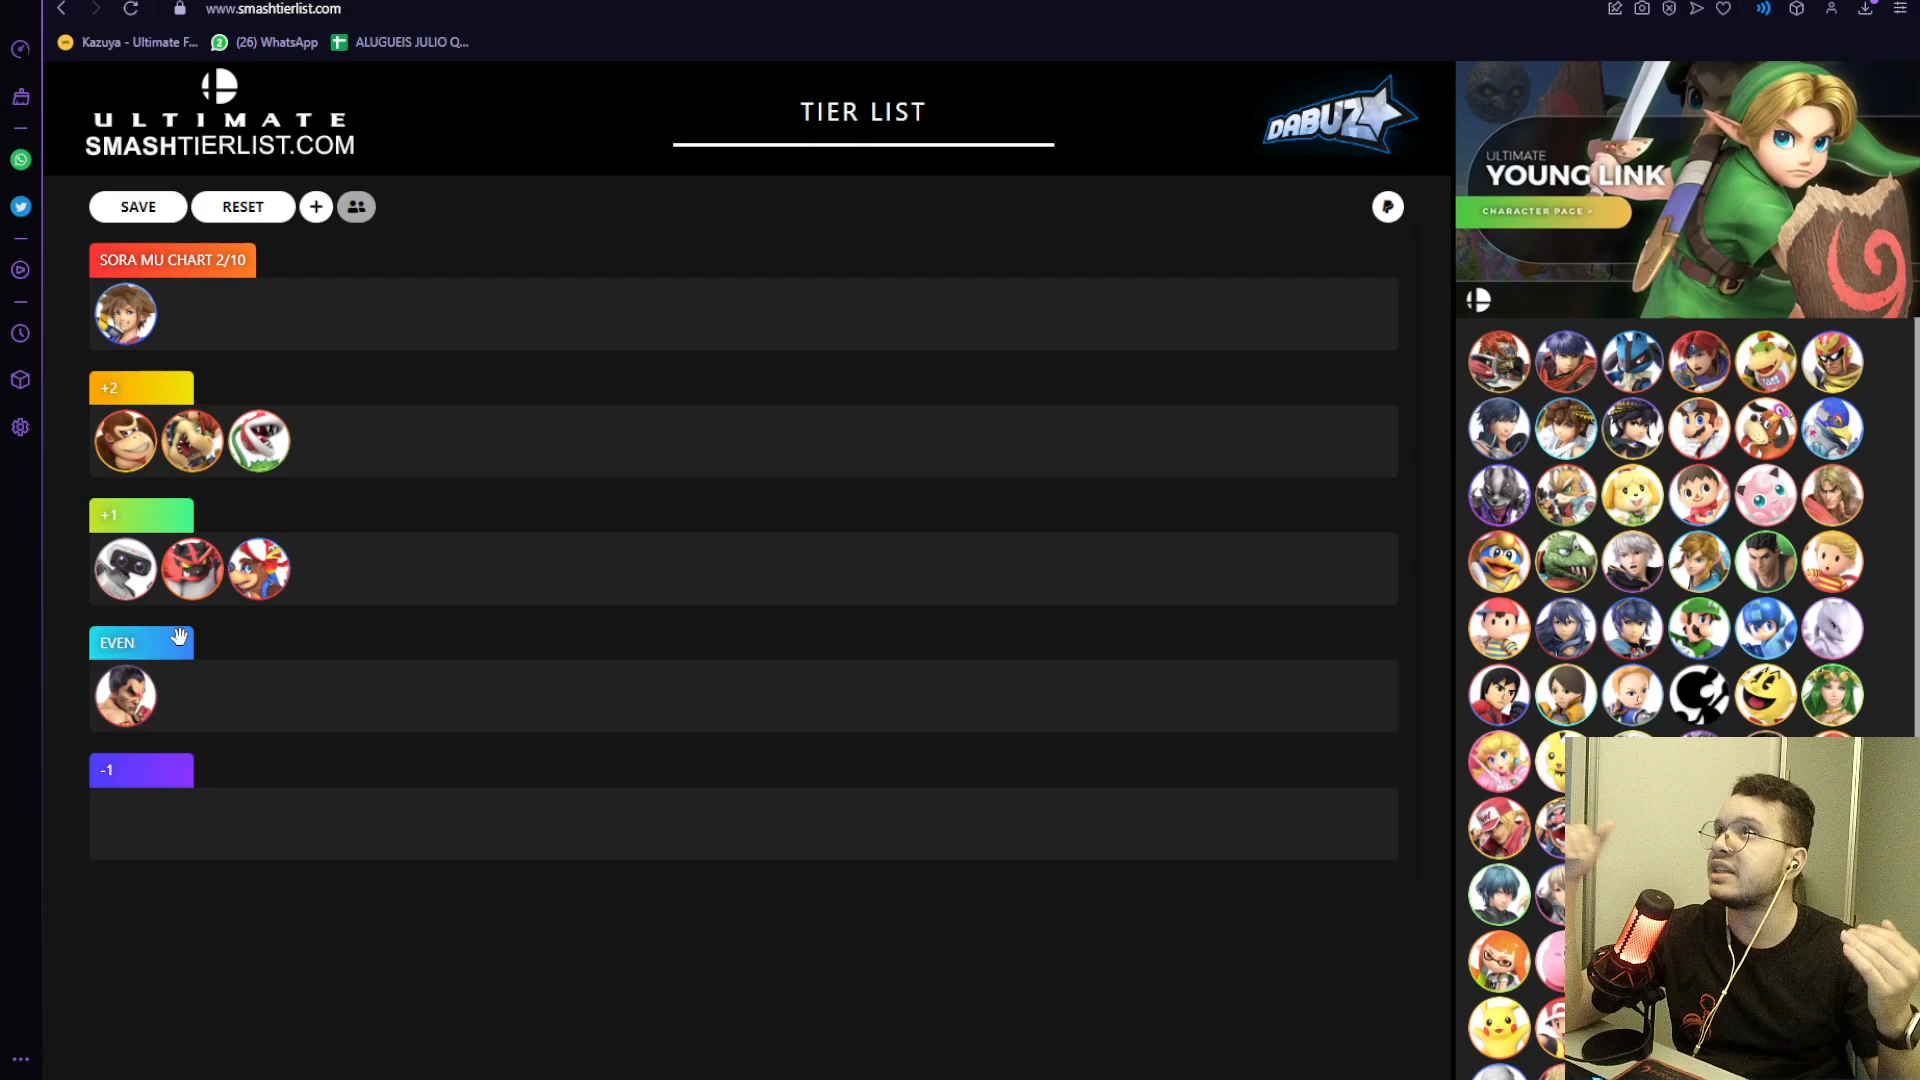 www.smashtierlist.com
Kazuya - Ultimate F...
(26) WhatsApp
ALUGUEIS JULIO Q...
ULTIMATE
SMASHTIERLIST.COM
TIER LIST
DABUZ
ULTIMATE
YOUNG LINK
CHARACTER PAGE >
SAVE
RESET
+
SORA MU CHART 2/10
+2
+1
EVEN
-1